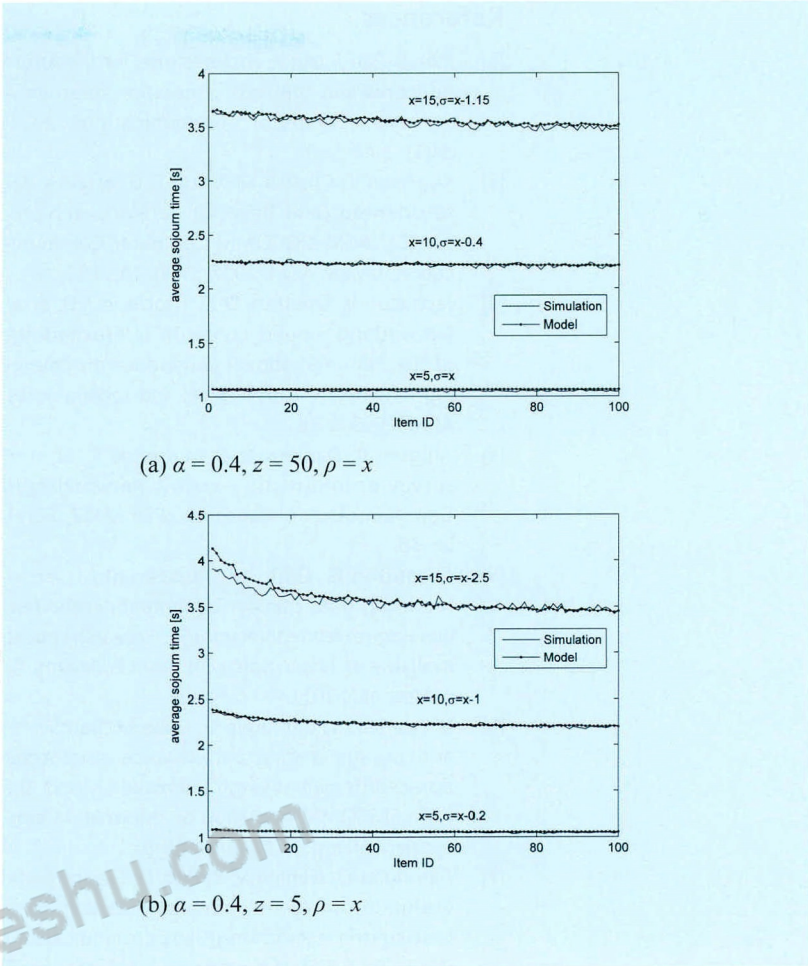 4
x=15,σ=x-1.15
3.5
3
2.5
x=10,σ=x-0.4
2
Simulation
Model
1.5
x=5,σ=x
1
0 20 40 60 80 100
average sojourn time [s]
Item ID
(a) α = 0.4, z = 50, ρ = x
4.5
4
x=15,σ=x-2.5
3.5
Simulation
3
Model
2.5
x=10,σ=x-1
2
1.5
x=5,σ=x-0.2
1
0 20 40 60 80 100
average sojourn time [s]
Item ID
(b) α = 0.4, z = 5, ρ = x
eshu.com